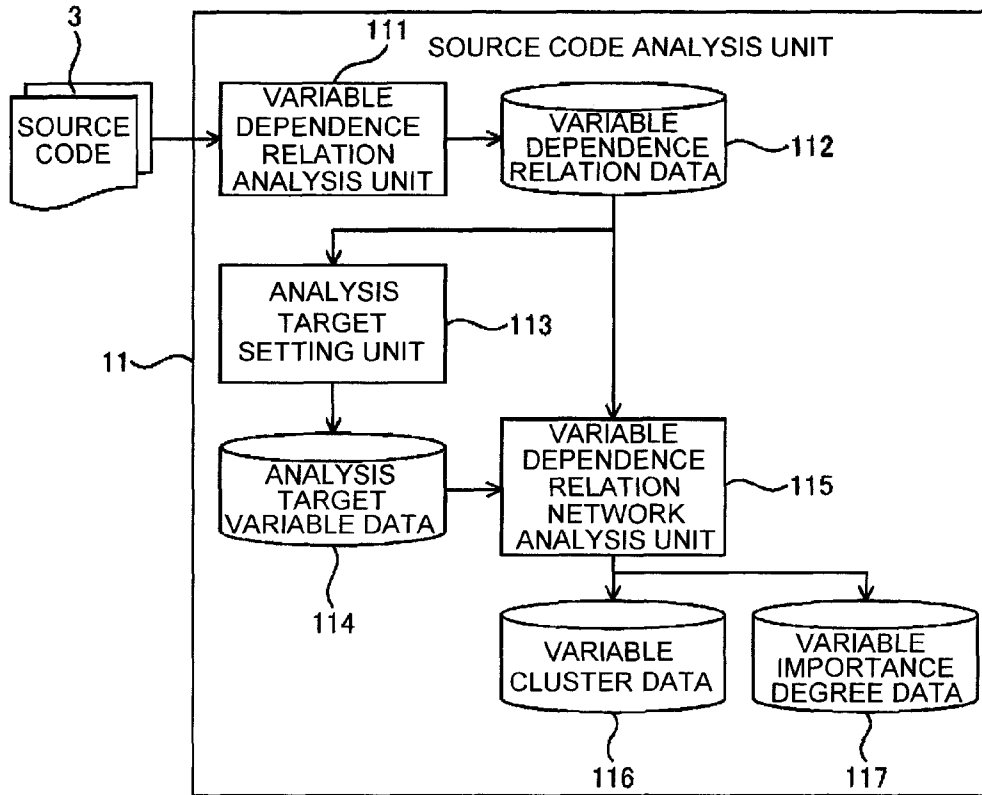 3
SOURCE
CODE
111
SOURCE CODE ANALYSIS UNIT
VARIABLE
DEPENDENCE
RELATION
ANALYSIS UNIT
VARIABLE
DEPENDENCE
RELATION DATA
112
ANALYSIS
TARGET
SETTING UNIT
113
11
ANALYSIS
TARGET
VARIABLE DATA
114
VARIABLE
DEPENDENCE
RELATION
NETWORK
ANALYSIS UNIT
115
VARIABLE
CLUSTER DATA
116
VARIABLE
IMPORTANCE
DEGREE DATA
117